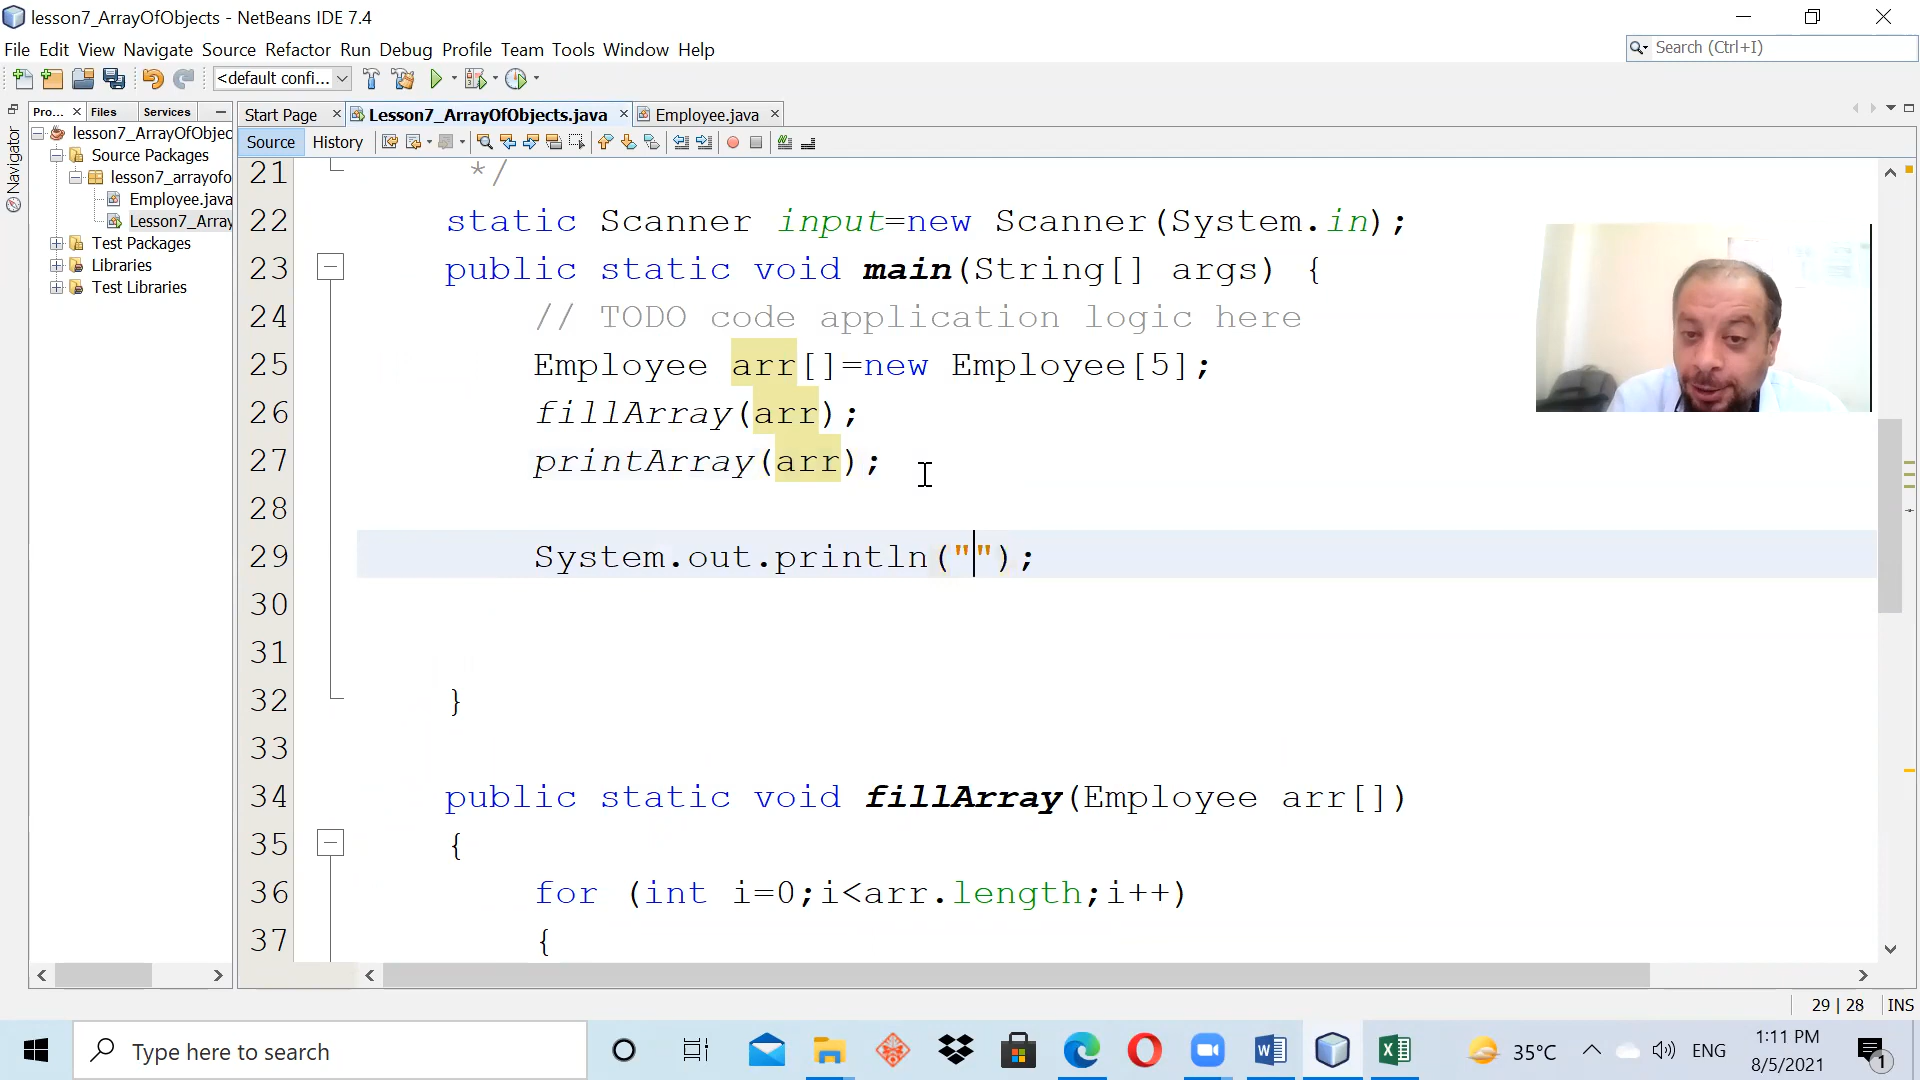 lesson7_ArrayOfObjects - NetBeans IDE 7.4
File Edit View Navigate Source Refactor Run Debug Profile Team Tools Window Help
Search (Ctrl+I)
<default confi...
Pro... Files Services
Start Page Lesson7_ArrayOfObjects.java Employee.java
Source History
Navigator
lesson7_ArrayOfObjec
Source Packages
lesson7_arrayofo
Employee.java
Lesson7_Array
Test Packages
Libraries
Test Libraries
21 */
22 static Scanner input=new Scanner(System.in);
23 public static void main(String[] args) {
24 // TODO code application logic here
25 Employee arr[]=new Employee[5];
26 fillArray(arr);
27 printArray(arr);
28
29 System.out.println("");
30
31
32 }
33
34 public static void fillArray(Employee arr[])
35 {
36 for (int i=0;i<arr.length;i++)
37 {
29 | 28 INS
Type here to search
35°C
ENG
1:11 PM
8/5/2021
1